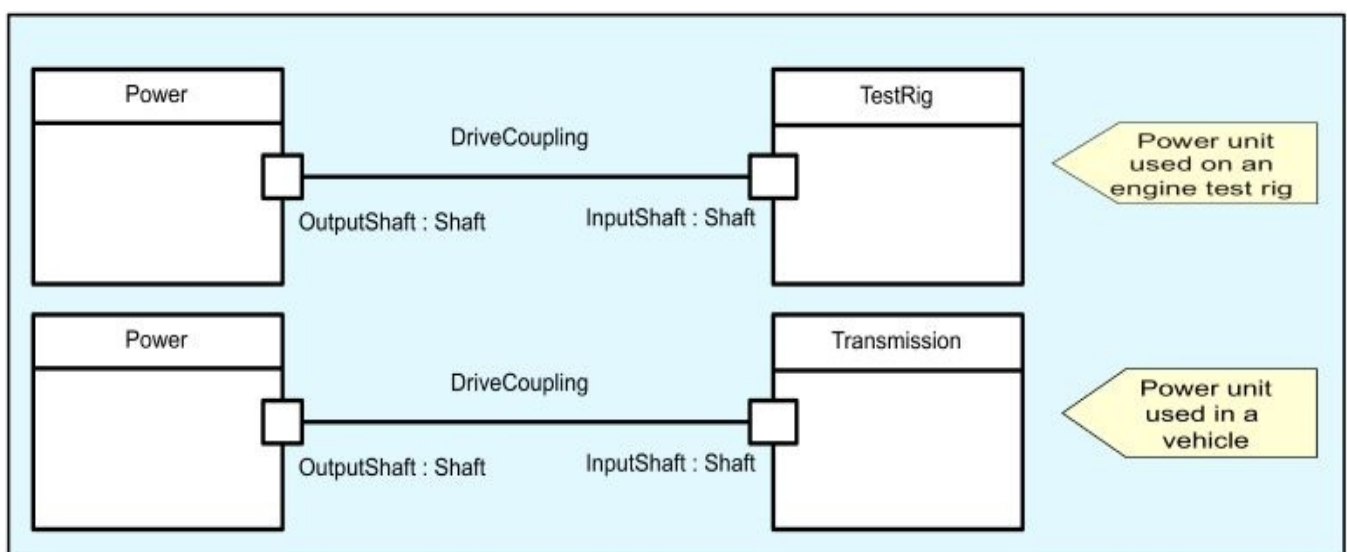 Power
TestRig
DriveCoupling
OutputShaft : Shaft
InputShaft : Shaft
Power unit
used on an
engine test rig
Power
Transmission
DriveCoupling
OutputShaft : Shaft
InputShaft : Shaft
Power unit
used in a
vehicle